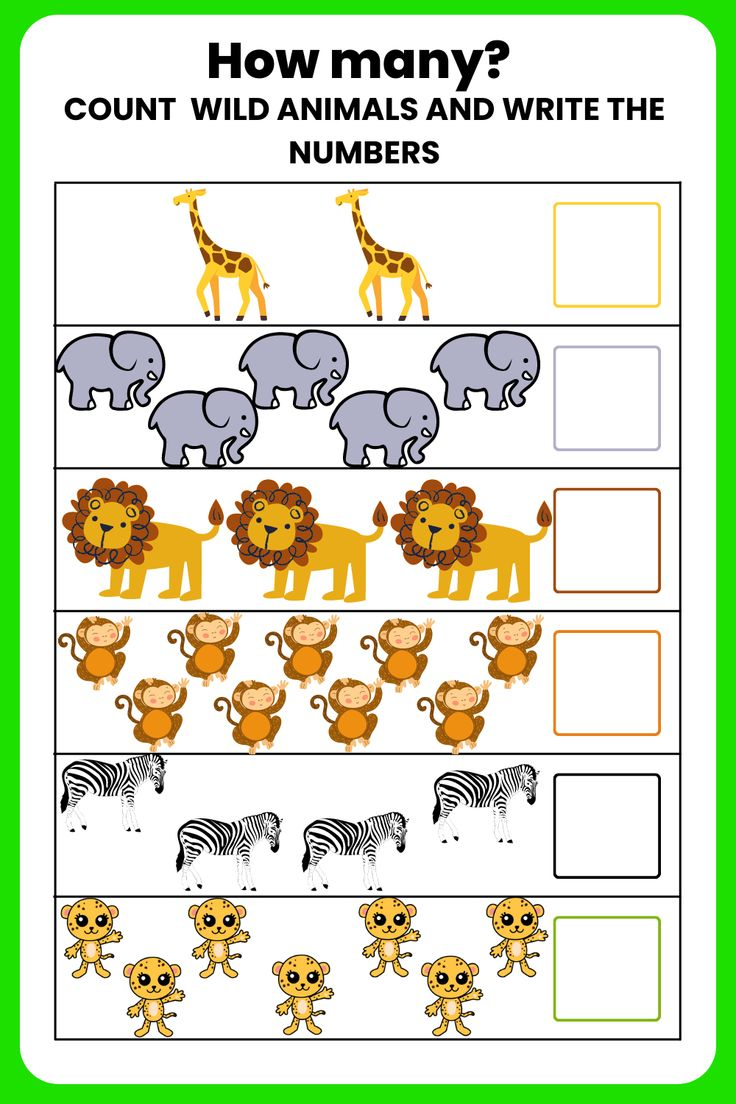 How many?
COUNT WILD ANIMALS AND WRITE THE
NUMBERS